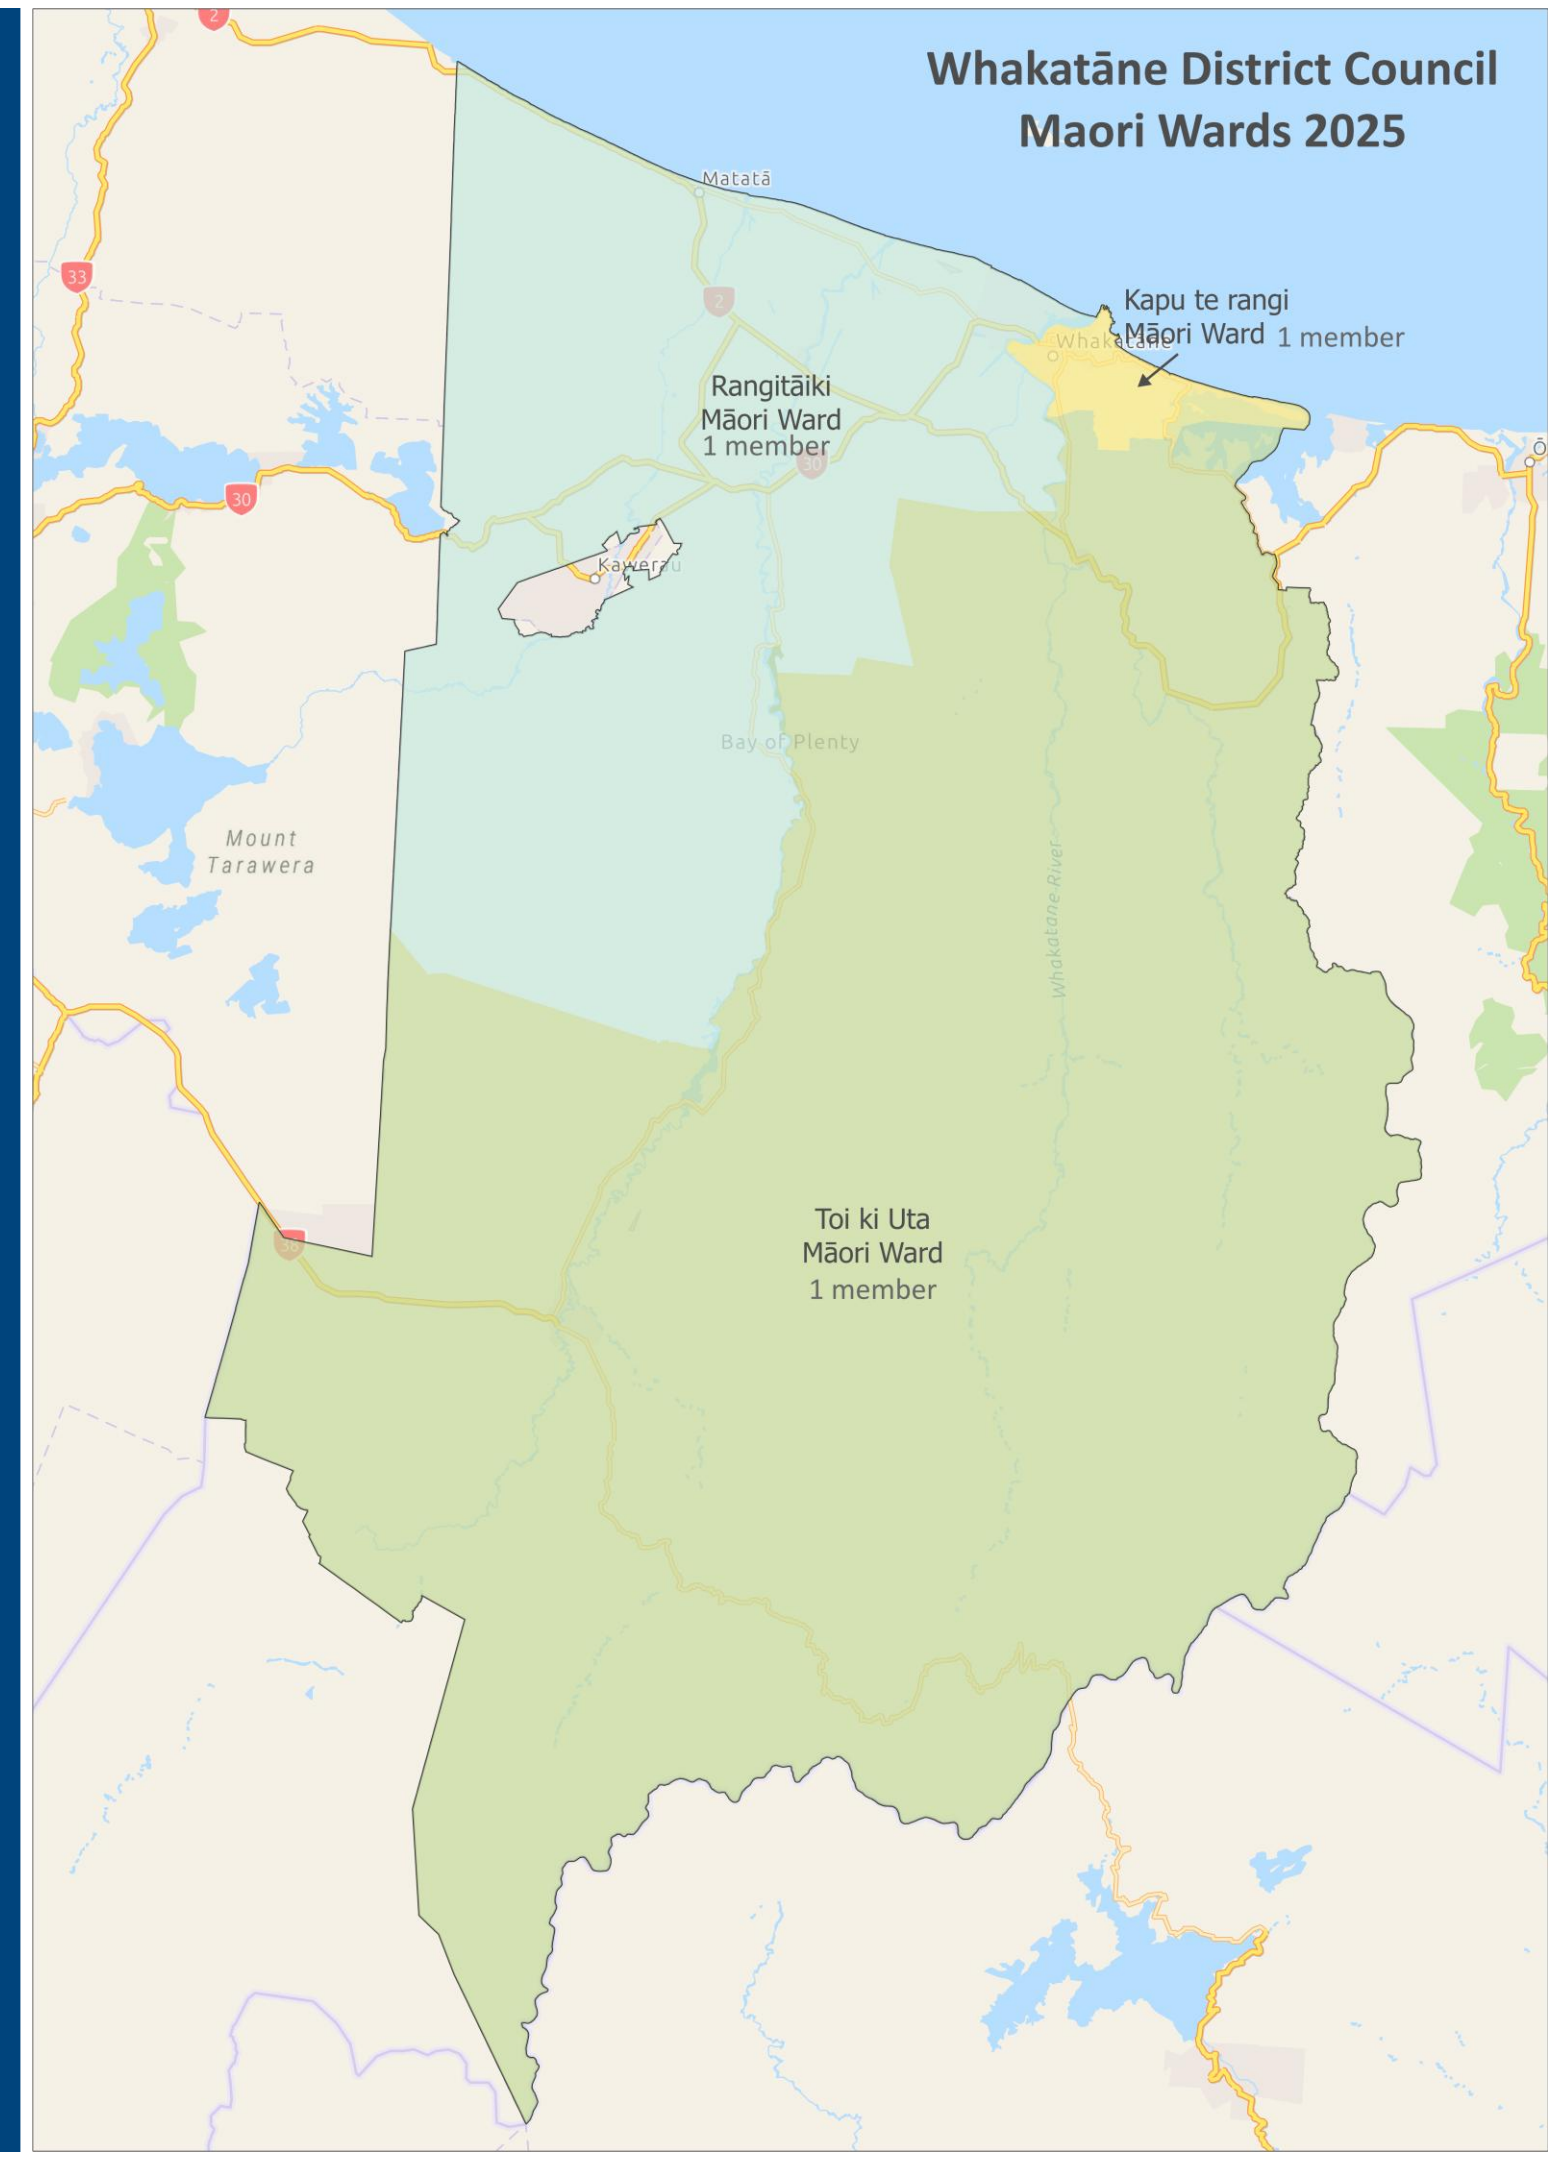 Whakatāne District Council
Maori Wards 2025
2
Matatā
33
2
Kapu te rangi
Māori Ward 1 member
Whakatāne
Rangitāiki
Māori Ward
1 member
30
30
Ō
Kawerau
Bay of Plenty
Mount
Tarawera
Whakatane River
Toi ki Uta
Māori Ward
1 member
38